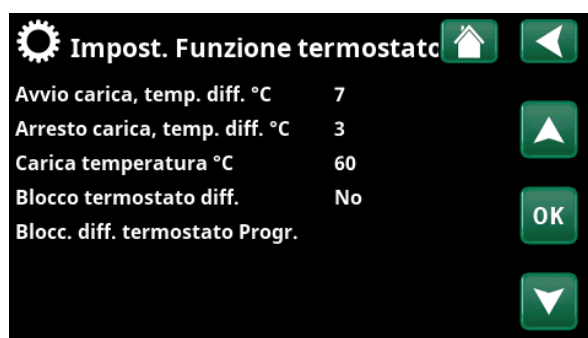 Impost. Funzione termostato
Avvio carica, temp. diff. °C 7
Arresto carica, temp. diff. °C 3
Carica temperatura °C 60
Blocco termostato diff. No
OK
Blocc. diff. termostato Progr.